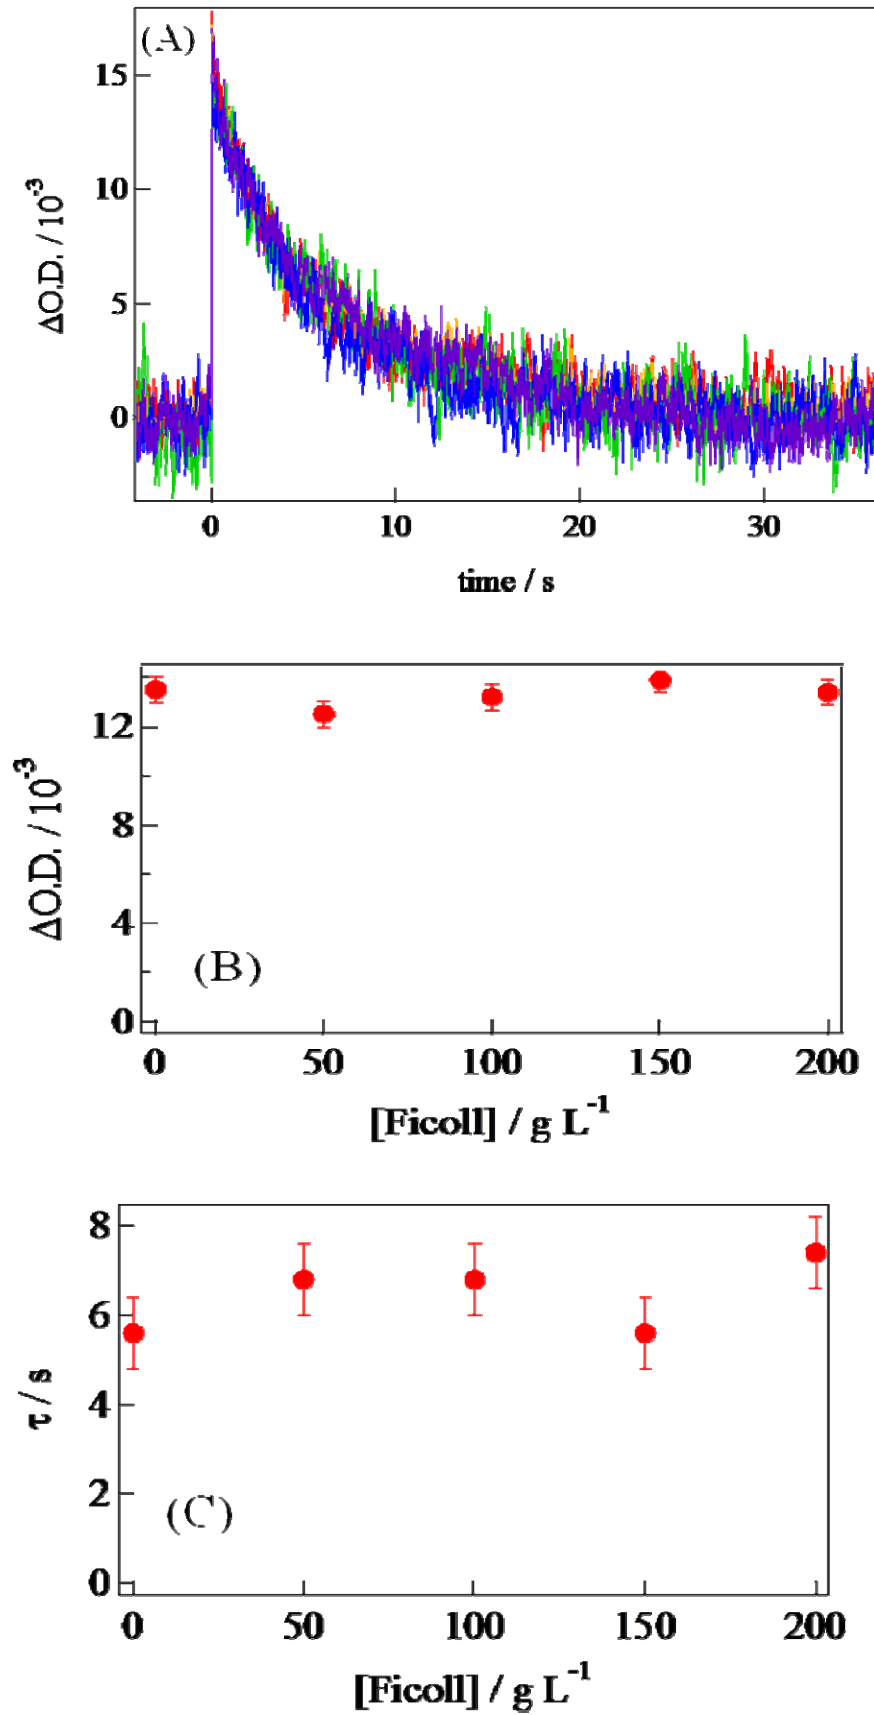 (A)
15
10
5
0
ΔO.D. / 10⁻³
0 10 20 30
time / s
12
8
4
0
ΔO.D. / 10⁻³
(B)
0 50 100 150 200
[Ficoll] / g L⁻¹
8
6
4
2
0
τ / s
(C)
0 50 100 150 200
[Ficoll] / g L⁻¹